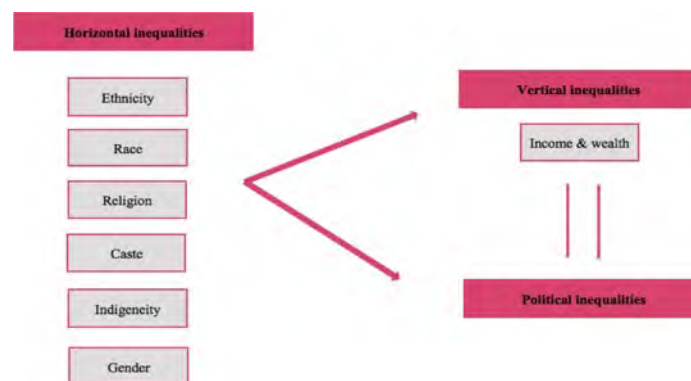 Horizontal inequalities
Ethnicity
Race
Religion
Caste
Indigeneity
Gender
Vertical inequalities
Income & wealth
Political inequalities